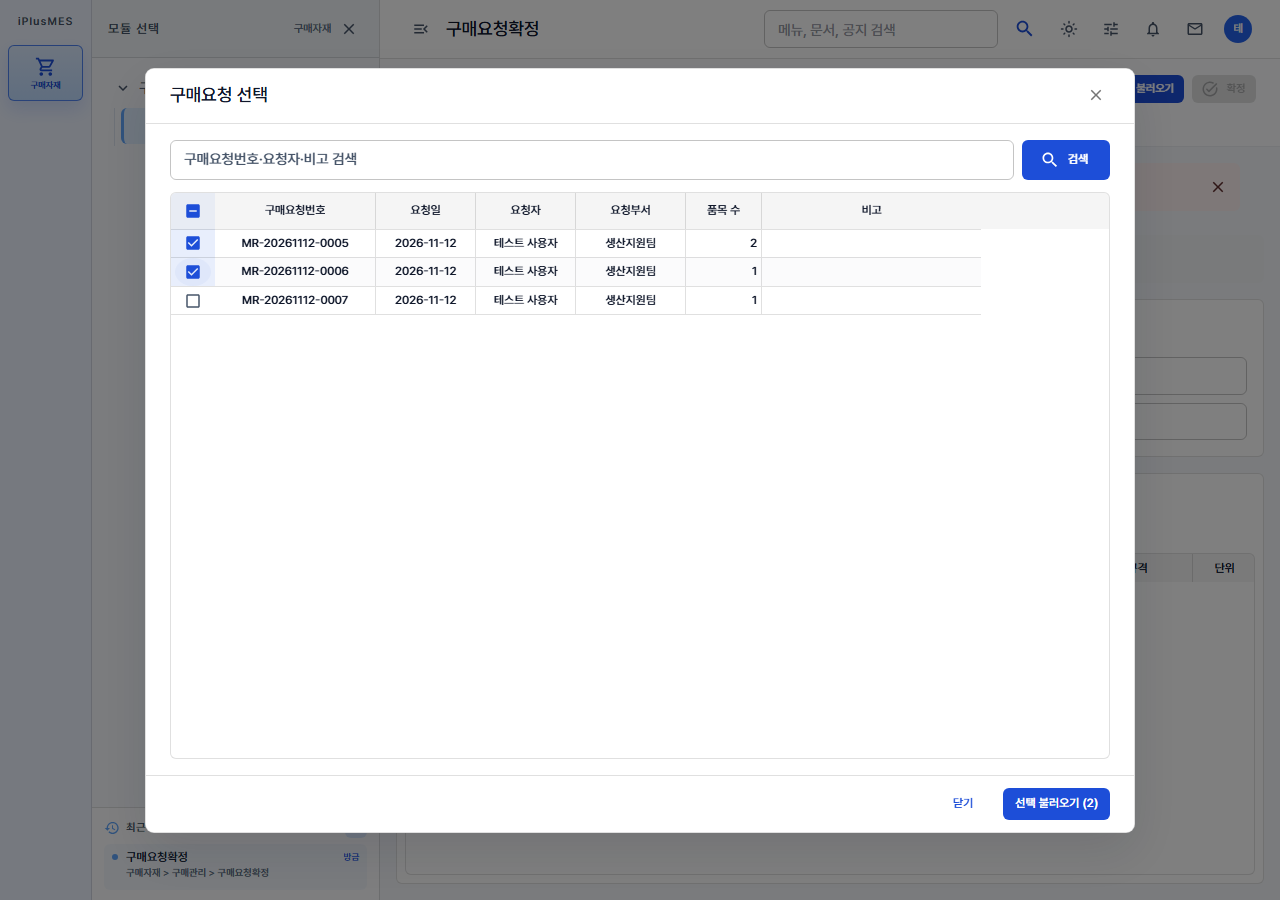 iPlusMES
모듈 선택
구매자재
구매요청확정
메뉴, 문서, 공지 검색
테
구매자재
불러오기
확정
구매요청 선택
구매요청번호·요청자·비고 검색
검색
구매요청번호 요청일 요청자 요청부서 품목 수 비고
MR-20261112-0005 2026-11-12 테스트 사용자 생산지원팀 2
MR-20261112-0006 2026-11-12 테스트 사용자 생산지원팀 1
MR-20261112-0007 2026-11-12 테스트 사용자 생산지원팀 1
단위
닫기
선택 불러오기 (2)
최근
구매요청확정
방금
구매자재 > 구매관리 > 구매요청확정